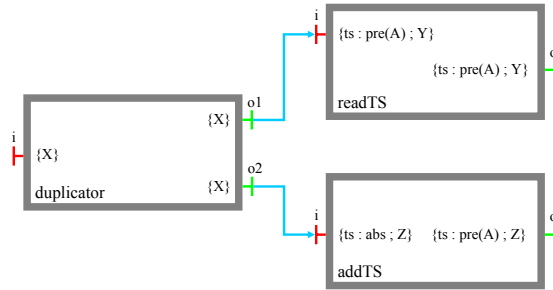 i
{ts : pre(A) ; Y}
{ts : pre(A) ; Y}
o
readTS
i
{X}
{X}
o1
{X}
o2
duplicator
i
{ts : abs ; Z} {ts : pre(A) ; Z}
o
addTS